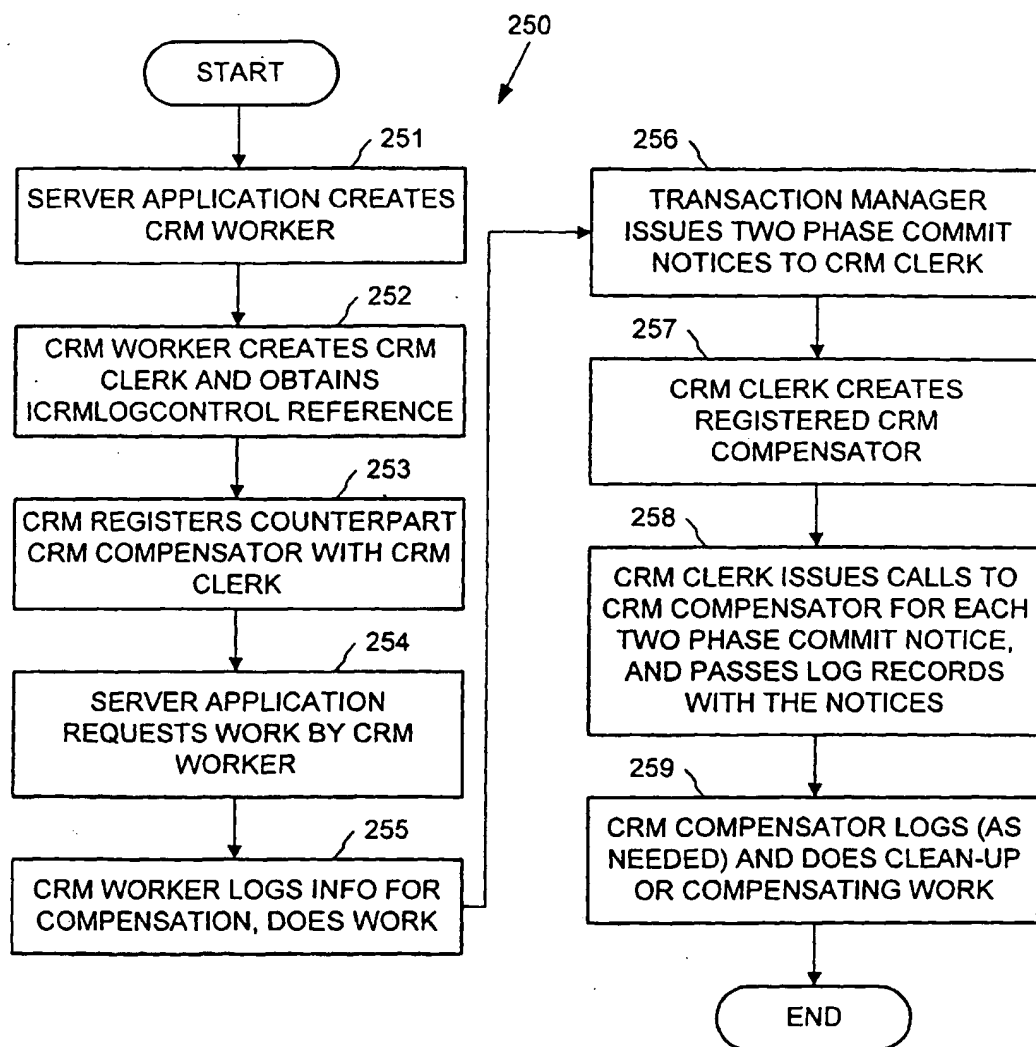 250
START
251
SERVER APPLICATION CREATES
CRM WORKER
252
CRM WORKER CREATES CRM
CLERK AND OBTAINS
ICRMLOGCONTROL REFERENCE
253
CRM REGISTERS COUNTERPART
CRM COMPENSATOR WITH CRM
CLERK
254
SERVER APPLICATION
REQUESTS WORK BY CRM
WORKER
255
CRM WORKER LOGS INFO FOR
COMPENSATION, DOES WORK
256
TRANSACTION MANAGER
ISSUES TWO PHASE COMMIT
NOTICES TO CRM CLERK
257
CRM CLERK CREATES
REGISTERED CRM
COMPENSATOR
258
CRM CLERK ISSUES CALLS TO
CRM COMPENSATOR FOR EACH
TWO PHASE COMMIT NOTICE,
AND PASSES LOG RECORDS
WITH THE NOTICES
259
CRM COMPENSATOR LOGS (AS
NEEDED) AND DOES CLEAN-UP
OR COMPENSATING WORK
END